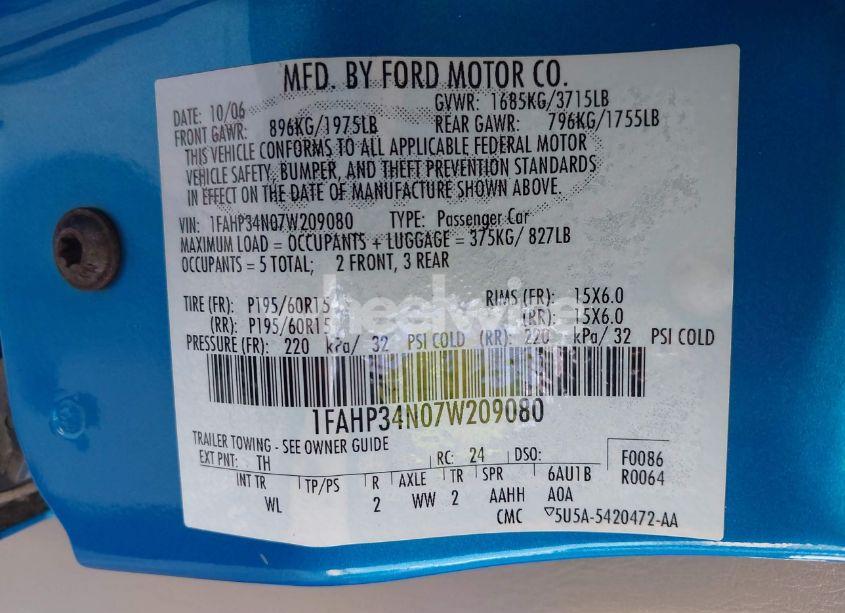 MFD. BY FORD MOTOR CO.
DATE: 10/06 GVWR: 1685KG/3715LB
FRONT GAWR: 896KG/1975LB REAR GAWR: 796KG/1755LB
THIS VEHICLE CONFORMS TO ALL APPLICABLE FEDERAL MOTOR
VEHICLE SAFETY, BUMPER, AND THEFT PREVENTION STANDARDS
IN EFFECT ON THE DATE OF MANUFACTURE SHOWN ABOVE.
VIN: 1FAHP34N07W209080 TYPE: Passenger Car
MAXIMUM LOAD = OCCUPANTS + LUGGAGE = 375KG/ 827LB
OCCUPANTS = 5 TOTAL; 2 FRONT, 3 REAR
TIRE (FR): P195/60R15 RIMS (FR): 15X6.0
(RR): P195/60R15 (RR): 15X6.0
PRESSURE (FR): 220 kPa/ 32 PSI COLD (RR): 220 kPa/ 32 PSI COLD
1FAHP34N07W209080
TRAILER TOWING - SEE OWNER GUIDE
EXT PNT: TH RC: 24 DSO: F0086
INT TR TP/PS R AXLE TR SPR 6AU1B R0064
WL 2 WW 2 AAHH AOA
CMC ▽5U5A-5420472-AA